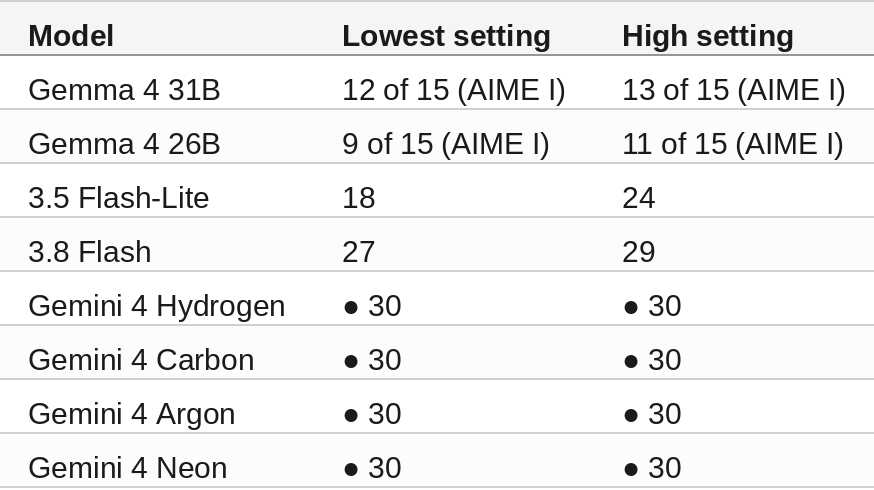 Model Lowest setting High setting
Gemma 4 31B 12 of 15 (AIME I) 13 of 15 (AIME I)
Gemma 4 26B 9 of 15 (AIME I) 11 of 15 (AIME I)
3.5 Flash-Lite 18 24
3.8 Flash 27 29
Gemini 4 Hydrogen ● 30 ● 30
Gemini 4 Carbon ● 30 ● 30
Gemini 4 Argon ● 30 ● 30
Gemini 4 Neon ● 30 ● 30